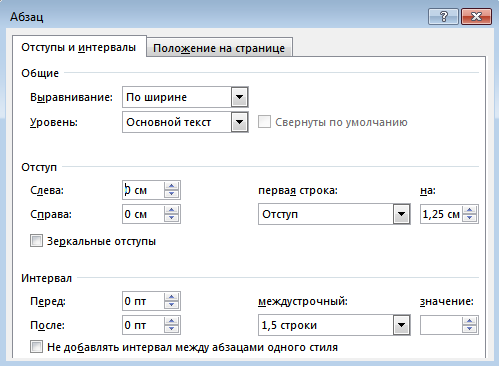 Абзац
Отступы и интервалы Положение на странице
Общие
Выравнивание: По ширине
Уровень: Основной текст Свернуты по умолчанию
Отступ
Слева: 0 см первая строка: на:
Справа: 0 см Отступ 1,25 см
Зеркальные отступы
Интервал
Перед: 0 пт междустрочный: значение:
После: 0 пт 1,5 строки
Не добавлять интервал между абзацами одного стиля